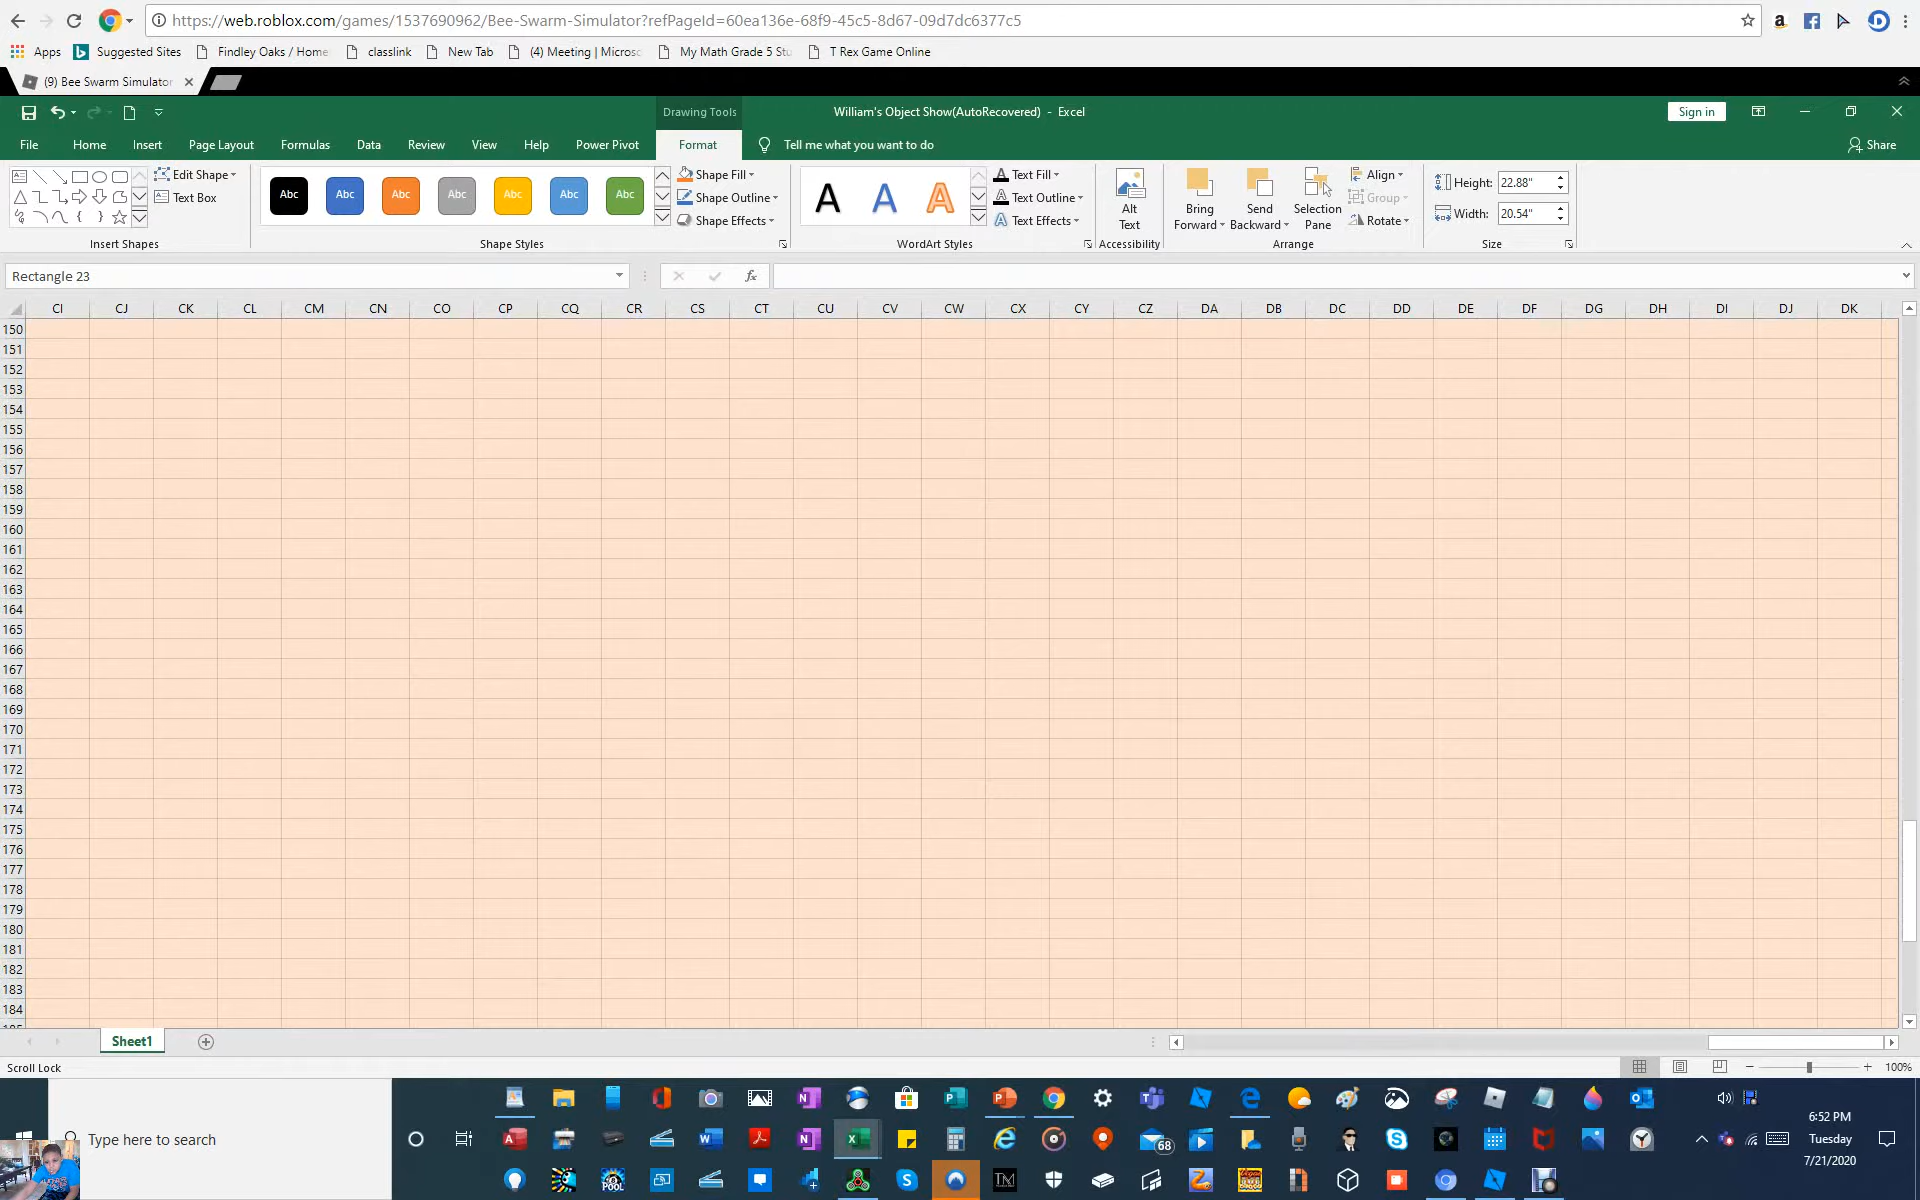 https://web.roblox.com/games/1537690962/Bee-Swarm-Simulator?refPageId=60ea136e-68f9-45c5-8d67-09d7dc6377c5
Apps Suggested Sites Findley Oaks / Home classlink New Tab (4) Meeting | Microsc My Math Grade 5 Stu T Rex Game Online
(9) Bee Swarm Simulator
Drawing Tools William's Object Show(AutoRecovered) - Excel Sign in
File Home Insert Page Layout Formulas Data Review View Help Power Pivot Format Tell me what you want to do Share
Edit Shape Text Box Insert Shapes
Abc Abc Abc Abc Abc Abc Abc Shape Fill Shape Outline Shape Effects Shape Styles
A A A Text Fill Text Outline Text Effects WordArt Styles
Alt Text Accessibility
Bring Forward Send Backward Selection Pane Align Group Rotate Arrange
Height: 22.88" Width: 20.54" Size
Rectangle 23 fx
CI CJ CK CL CM CN CO CP CQ CR CS CT CU CV CW CX CY CZ DA DB DC DD DE DF DG DH DI DJ DK
150
151
152
153
154
155
156
157
158
159
160
161
162
163
164
165
166
167
168
169
170
171
172
173
174
175
176
177
178
179
180
181
182
183
184
Sheet1
Scroll Lock 100%
Type here to search
68
POOL
TM
6:52 PM
Tuesday
7/21/2020